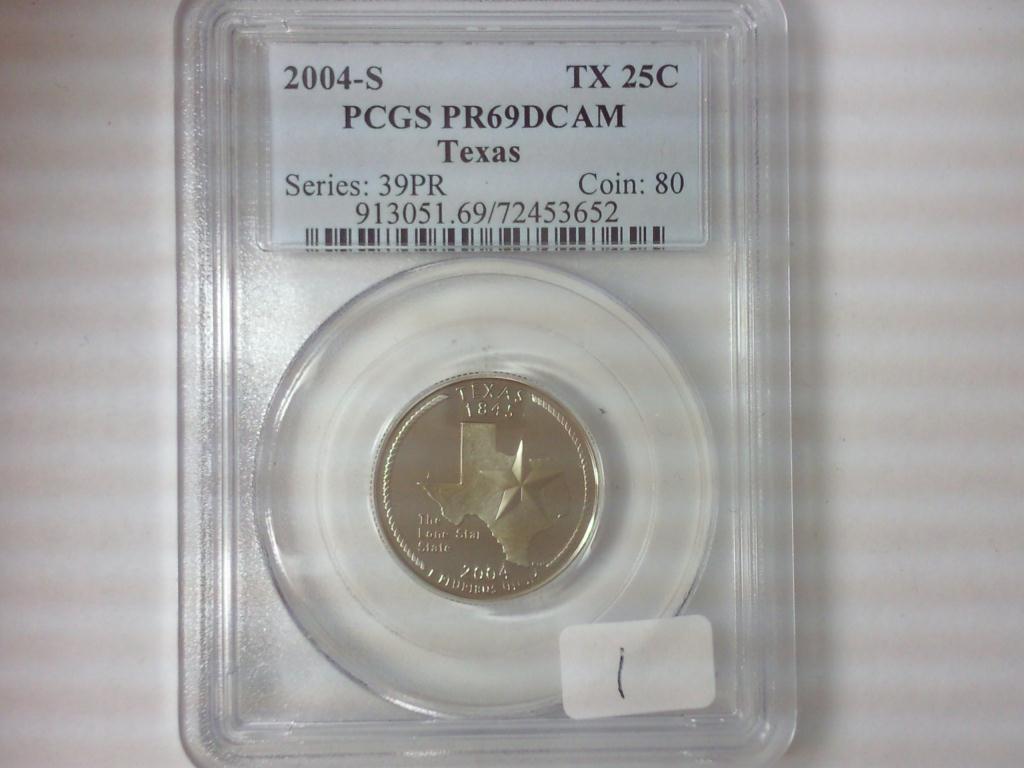 2004-S TX 25C
PCGS PR69DCAM
Texas
Series: 39PR Coin: 80
913051.69/72453652
TEXAS
1845
The
Lone Star
State
2004
E PLURIBUS
1